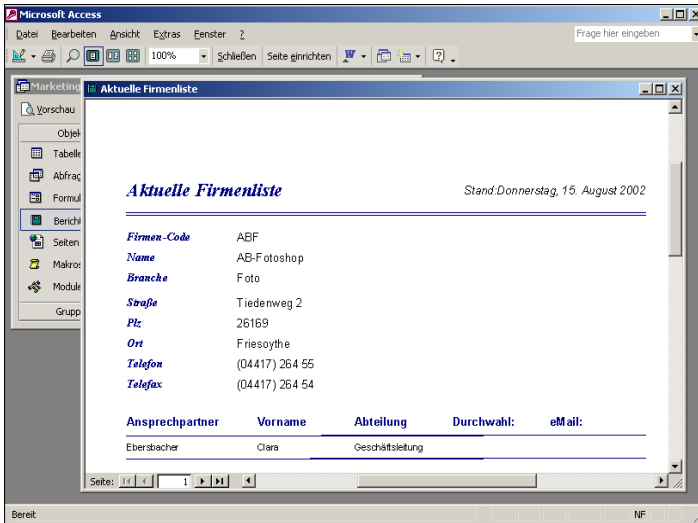 Microsoft Access
Datei Bearbeiten Ansicht Extras Fenster ?
Frage hier eingeben
100% Schließen Seite einrichten
Marketing
Vorschau
Objek
Tabelle
Abfrag
Formul
Bericht
Seiten
Makros
Module
Grupp
Aktuelle Firmenliste
Aktuelle Firmenliste Stand:Donnerstag, 15. August 2002
Firmen-Code ABF
Name AB-Fotoshop
Branche Foto
Straße Tiedenweg 2
Plz 26169
Ort Friesoythe
Telefon (04417) 264 55
Telefax (04417) 264 54
Ansprechpartner Vorname Abteilung Durchwahl: eMail:
Ebersbacher Clara Geschäftsleitung
Seite: 1
Bereit NF